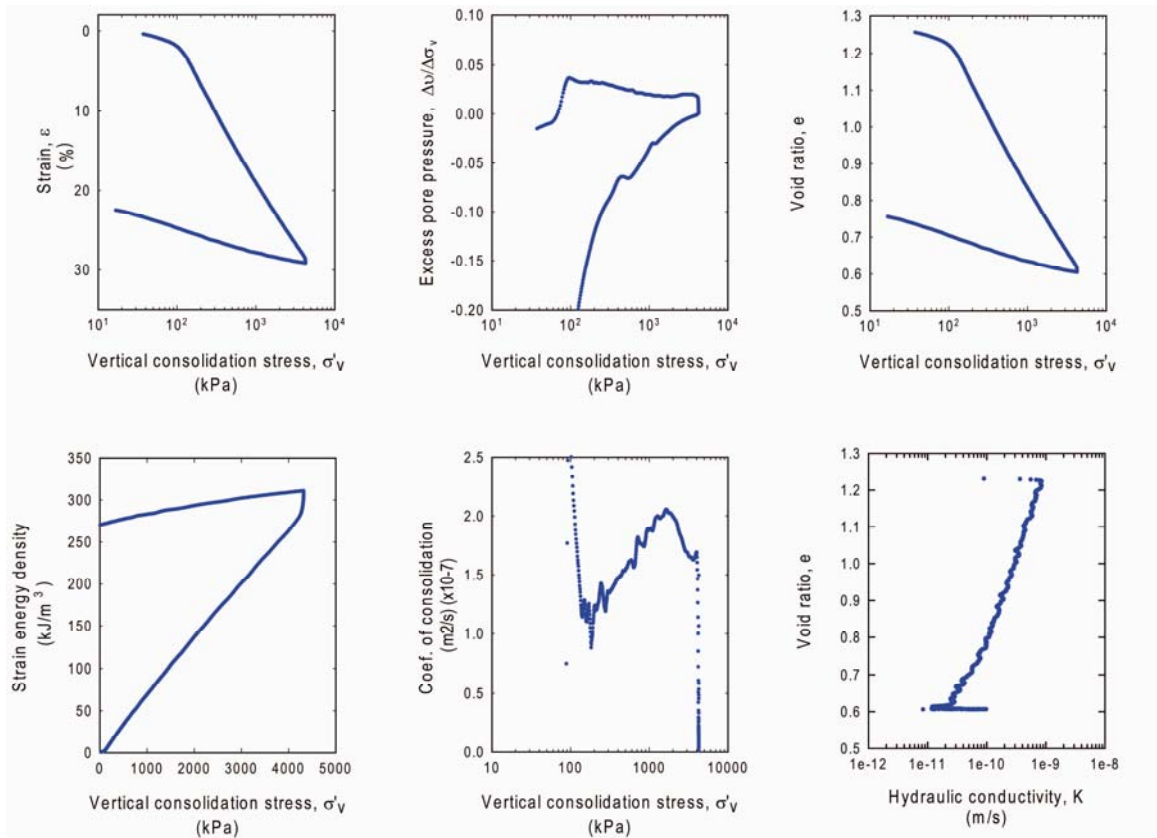 0
10
20
30
Strain, ε
(%)
10¹ 10² 10³ 10⁴
Vertical consolidation stress, σ'v
(kPa)
0.10
0.05
0.00
-0.05
-0.10
-0.15
-0.20
Excess pore pressure, Δυ/Δσv
10¹ 10² 10³ 10⁴
Vertical consolidation stress, σ'v
(kPa)
1.3
1.2
1.1
1.0
0.9
0.8
0.7
0.6
0.5
Void ratio, e
10¹ 10² 10³ 10⁴
Vertical consolidation stress, σ'v
(kPa)
350
300
250
200
150
100
50
0
Strain energy density
(kJ/m³)
0 1000 2000 3000 4000 5000
Vertical consolidation stress, σ'v
(kPa)
2.5
2.0
1.5
1.0
0.5
0.0
Coef. of consolidation
(m2/s) (x10-7)
10 100 1000 10000
Vertical consolidation stress, σ'v
(kPa)
1.3
1.2
1.1
1.0
0.9
0.8
0.7
0.6
0.5
Void ratio, e
1e-12 1e-11 1e-10 1e-9 1e-8
Hydraulic conductivity, K
(m/s)